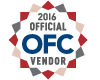 2016
OFFICIAL
OFC
VENDOR